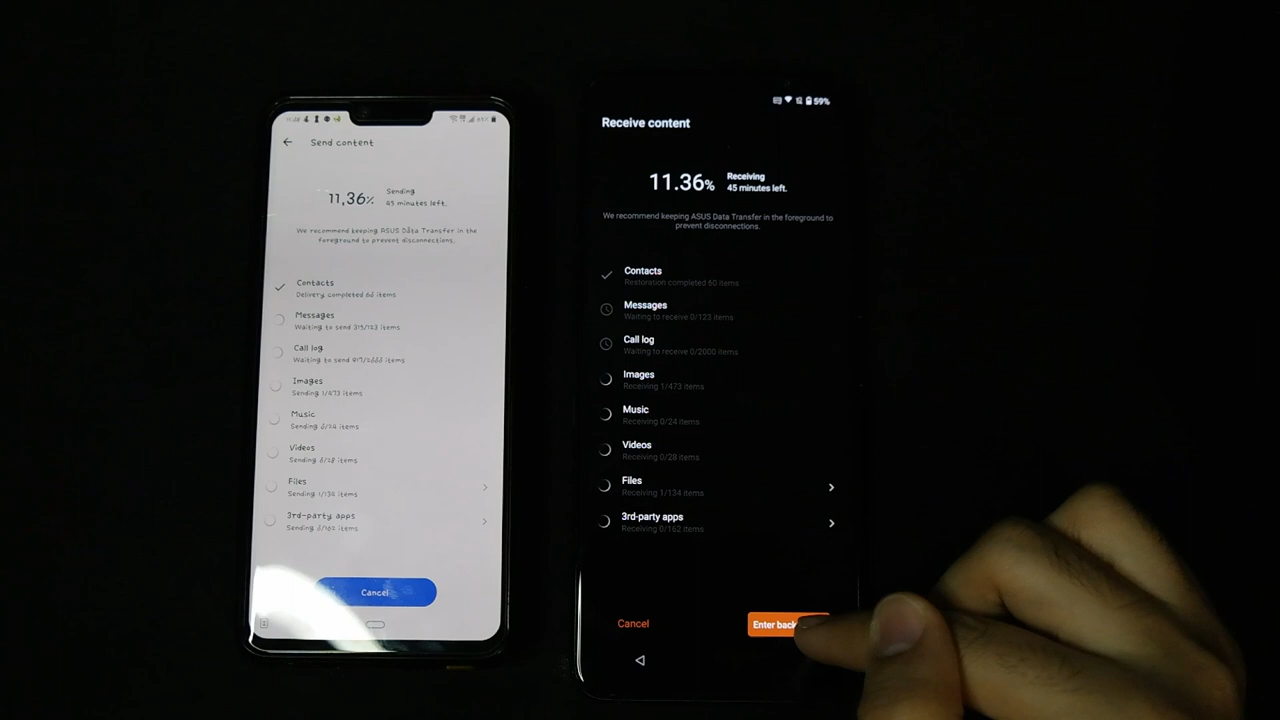 Send content
11,36%
Sending
45 minutes left.
We recommend keeping ASUS Data Transfer in the
foreground to prevent disconnections.
Contacts
Delivery completed 60 items
Messages
Waiting to send 315/123 items
Call log
Waiting to send 917/2000 items
Images
Sending 1/473 items
Music
Sending 0/24 items
Videos
Sending 0/28 items
Files
Sending 1/134 items
3rd-party apps
Sending 0/162 items
Cancel
59%
Receive content
11.36%
Receiving
45 minutes left.
We recommend keeping ASUS Data Transfer in the foreground to
prevent disconnections.
Contacts
Restoration completed 60 items
Messages
Waiting to receive 0/123 items
Call log
Waiting to receive 0/2000 items
Images
Receiving 1/473 items
Music
Receiving 0/24 items
Videos
Receiving 0/28 items
Files
Receiving 1/134 items
3rd-party apps
Receiving 0/162 items
Cancel
Enter back